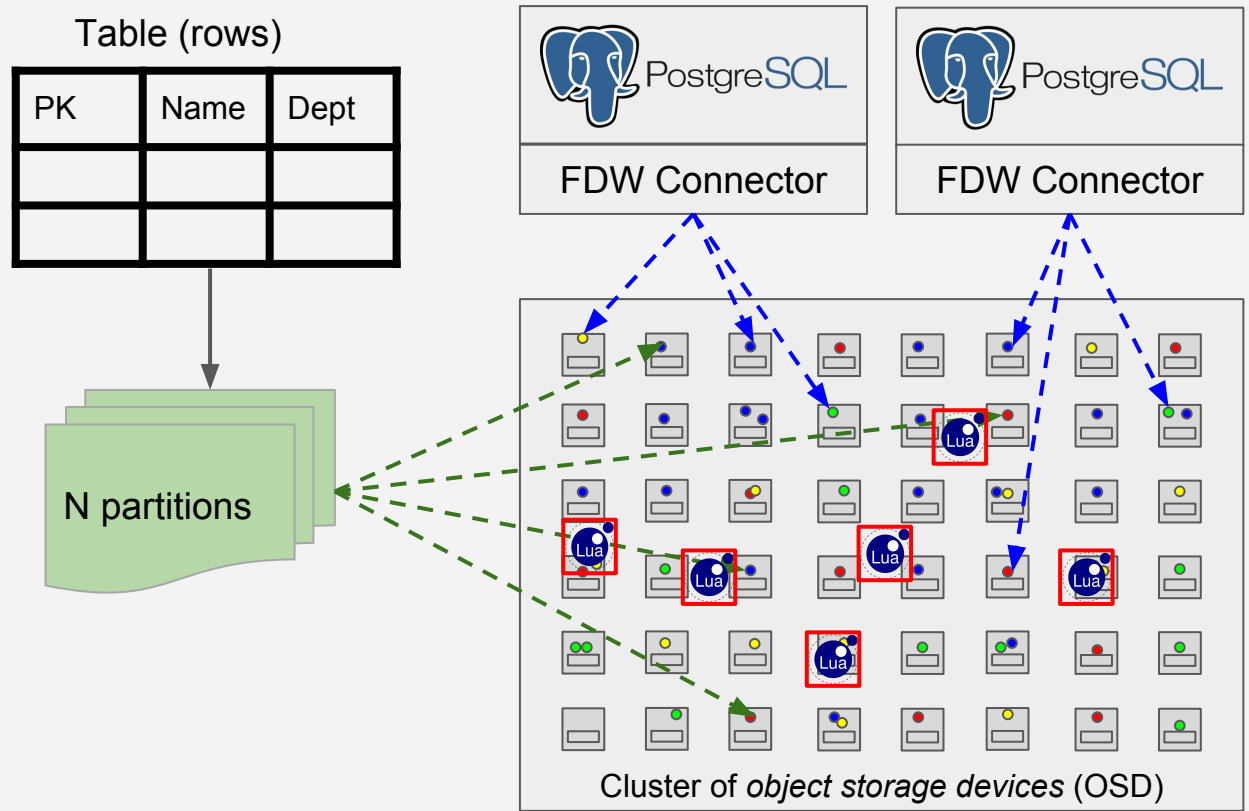 Table (rows)
PK Name Dept
N partitions
PostgreSQL
FDW Connector
PostgreSQL
FDW Connector
Lua
Lua
Lua
Lua
Lua
Lua
Cluster of object storage devices (OSD)